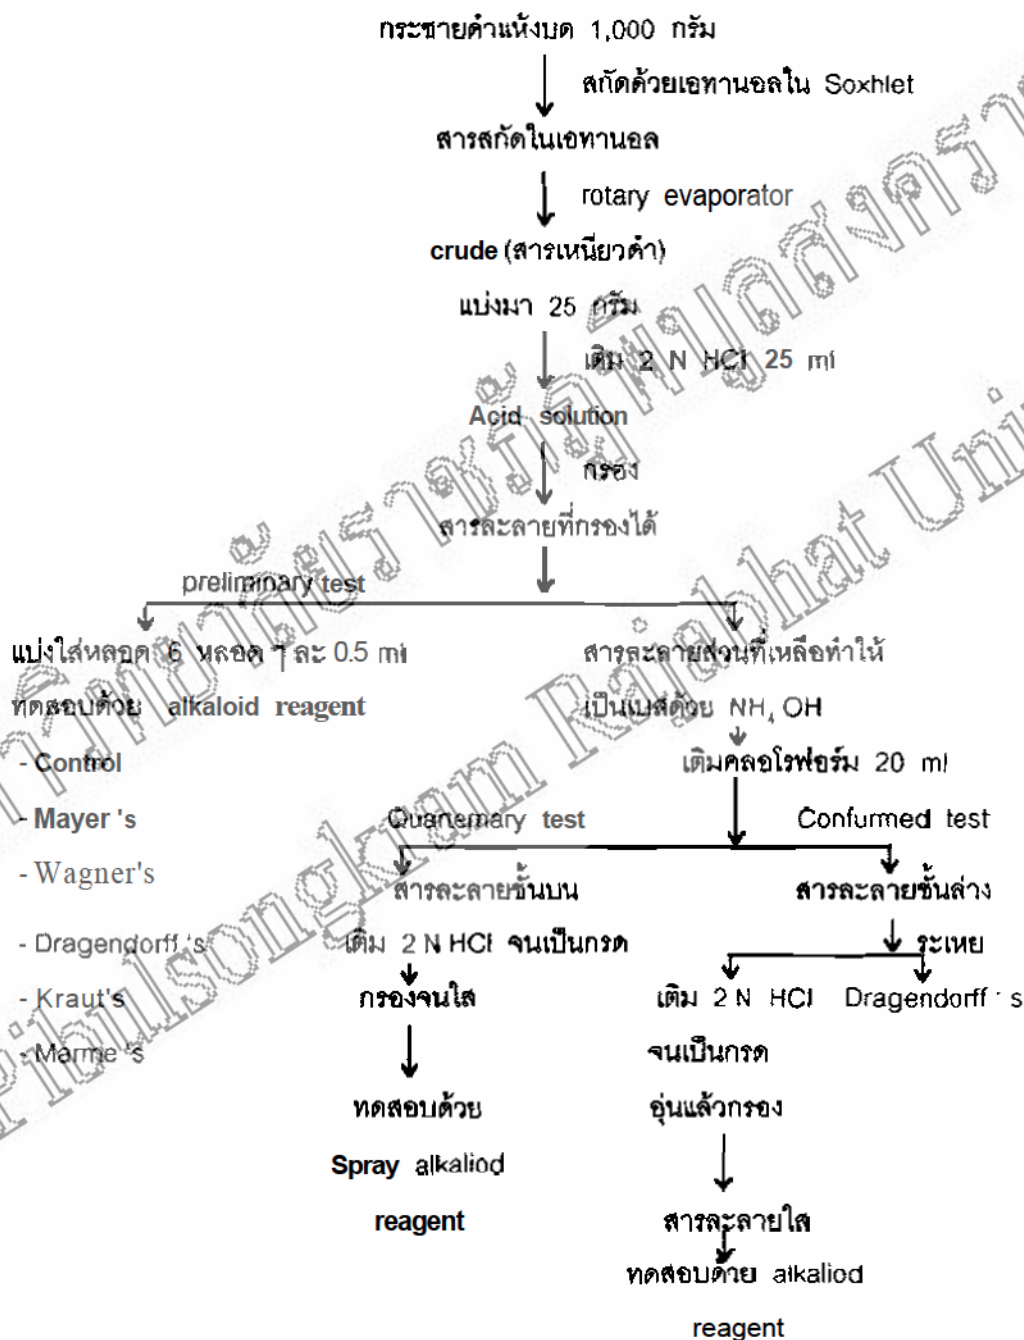 กระชายดำแห้งบด 1,000 กรัม
สกัดด้วยเอทานอลใน Soxhlet
สารสกัดในเอทานอล
rotary evaporator
crude (สารเหนียวดำ)
แบ่งมา 25 กรัม
เติม 2 N HCl 25 ml
Acid solution
กรอง
สารละลายที่กรองได้
preliminary test
แบ่งใส่หลอด 6 หลอด ๆ ละ 0.5 ml
ทดสอบด้วย alkaloid reagent
- Control
- Mayer's
- Wagner's
- Dragendorff's
- Kraut's
- Marme's
สารละลายส่วนที่เหลือทำให้
เป็นเบสด้วย NH4 OH
เติมคลอโรฟอร์ม 20 ml
Quarternary test
สารละลายชั้นบน
เติม 2 N HCl จนเป็นกรด
กรองจนใส
ทดสอบด้วย
Spray alkaliod
reagent
Confurmed test
สารละลายชั้นล่าง
ระเหย
เติม 2 N HCl
จนเป็นกรด
อุ่นแล้วกรอง
สารละลายใส
ทดสอบด้วย alkaliod
reagent
Dragendorff's
Pibulsongkram Rajabhat Uni